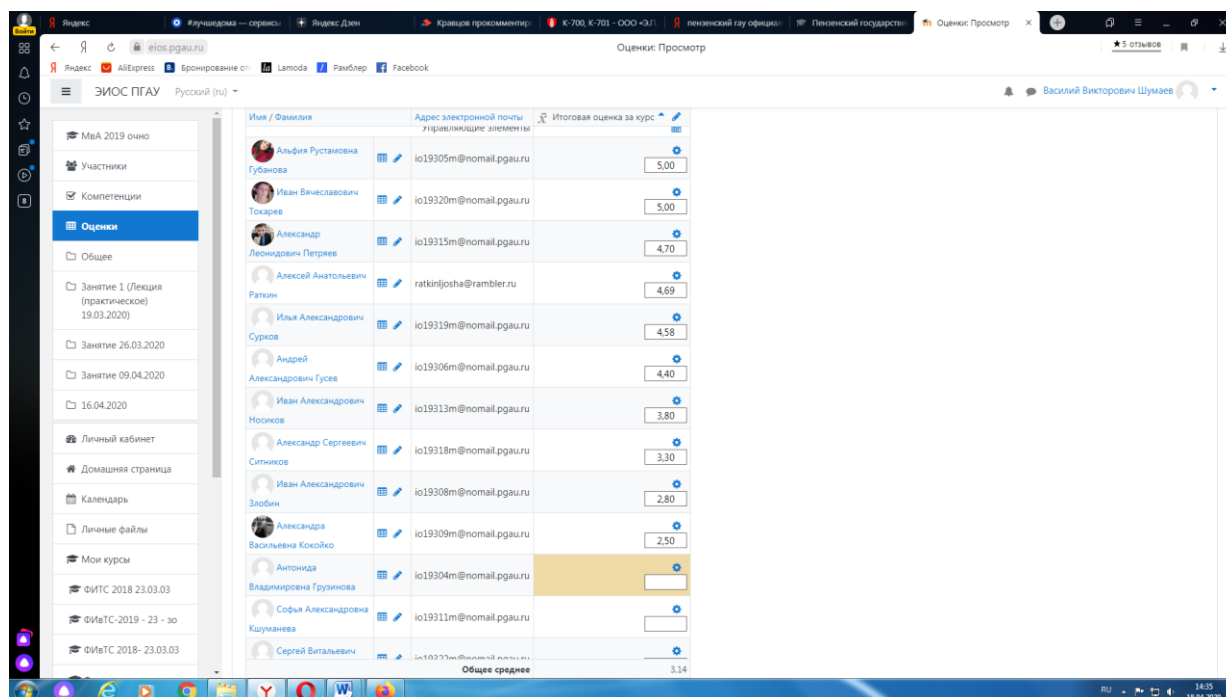 Яндекс
#лучшедома — сервисы
Яндекс.Дзен
Кравцов прокомментиро
К-700, К-701 - ООО «Э.Г.
пензенский гау официал
Пензенский государстве
Оценки: Просмотр
Войти
eios.pgau.ru
Оценки: Просмотр
★ 5 отзывов
Яндекс
AliExpress
Бронирование от
Lamoda
Рамблер
Facebook
ЭИОС ПГАУ
Русский (ru)
Василий Викторович Шумаев
МвА 2019 очно
Участники
Компетенции
Оценки
Общее
Занятие 1 (Лекция
(практическое)
19.03.2020)
Занятие 26.03.2020
Занятие 09.04.2020
16.04.2020
Личный кабинет
Домашняя страница
Календарь
Личные файлы
Мои курсы
ФИТС 2018 23.03.03
ФИвТС-2019 - 23 - зо
ФИвТС 2018- 23.03.03
Имя / Фамилия Адрес электронной почты Итоговая оценка за курс
Управляющие элементы
Альфия Рустамовна
Губанова io19305m@nomail.pgau.ru 5,00
Иван Вячеславович
Токарев io19320m@nomail.pgau.ru 5,00
Александр
Леонидович Петряев io19315m@nomail.pgau.ru 4,70
Алексей Анатольевич
Раткин ratkinljosha@rambler.ru 4,69
Илья Александрович
Сурков io19319m@nomail.pgau.ru 4,58
Андрей
Александрович Гусев io19306m@nomail.pgau.ru 4,40
Иван Александрович
Носиков io19313m@nomail.pgau.ru 3,80
Александр Сергеевич
Ситников io19318m@nomail.pgau.ru 3,30
Иван Александрович
Злобин io19308m@nomail.pgau.ru 2,80
Александра
Васильевна Кокойко io19309m@nomail.pgau.ru 2,50
Антонида
Владимировна Грузинова io19304m@nomail.pgau.ru
Софья Александровна
Кшуманева io19311m@nomail.pgau.ru
Сергей Витальевич
io19322m@nomail.pgau.ru
Общее среднее 3,14
RU
14:35
18.04.2020